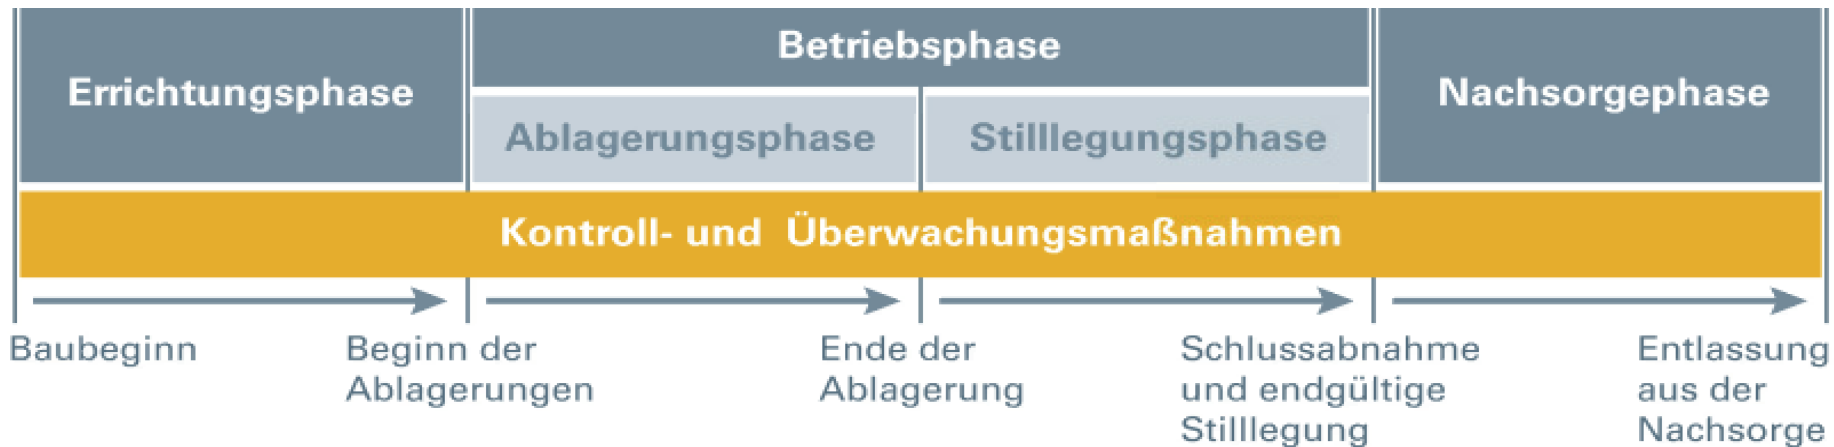 Errichtungsphase
Betriebsphase
Nachsorgephase
Ablagerungsphase
Stilllegungsphase
Kontroll- und Überwachungsmaßnahmen
Baubeginn
Beginn der
Ablagerungen
Ende der
Ablagerung
Schlussabnahme
und endgültige
Stilllegung
Entlassung
aus der
Nachsorge